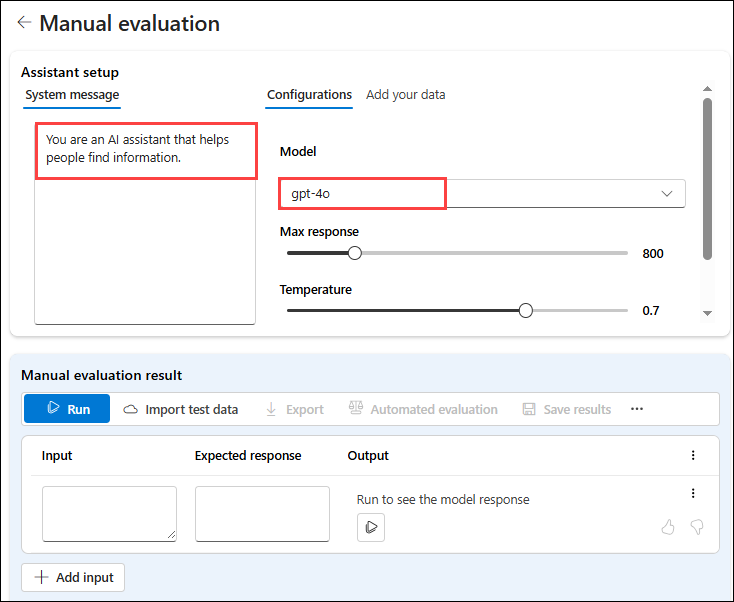 Manual evaluation
Assistant setup
System message
Configurations
Add your data
You are an AI assistant that helps
people find information.
Model
gpt-4o
Max response
800
Temperature
0.7
Manual evaluation result
Run
Import test data
Export
Automated evaluation
Save results
Input
Expected response
Output
Run to see the model response
Add input